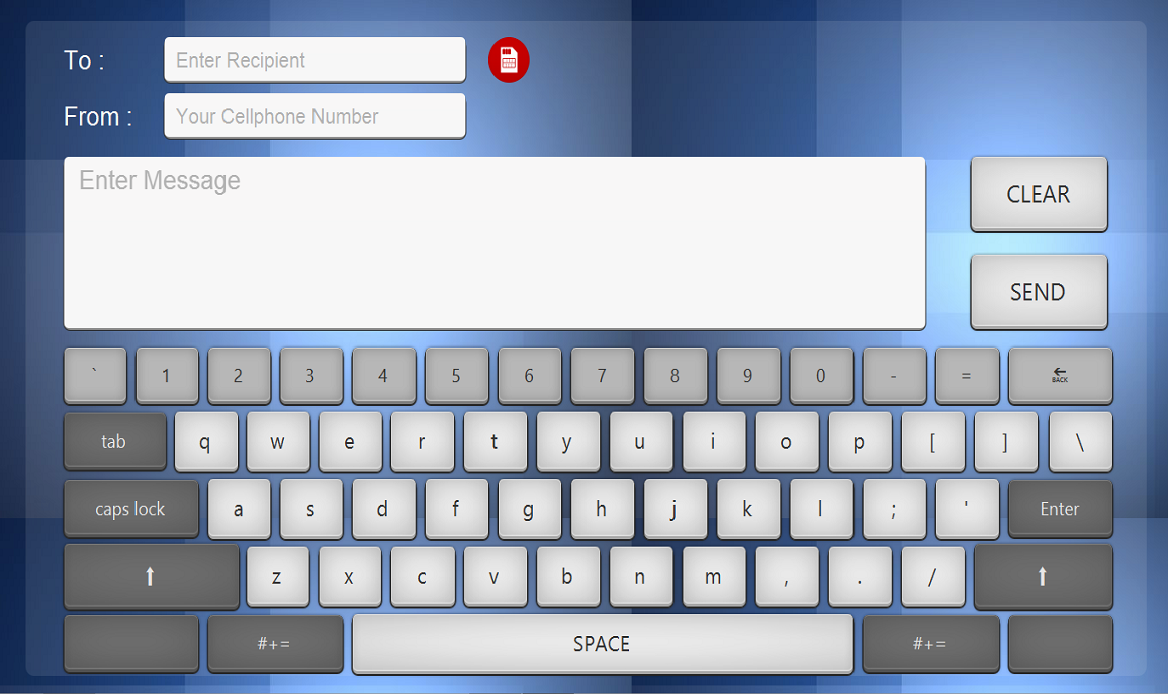 To :
Enter Recipient
From :
Your Cellphone Number
Enter Message
CLEAR
SEND
` 1 2 3 4 5 6 7 8 9 0 - = BACK
tab q w e r t y u i o p [ ] \
caps lock a s d f g h j k l ; ' Enter
z x c v b n m , . /
#+= SPACE #+=